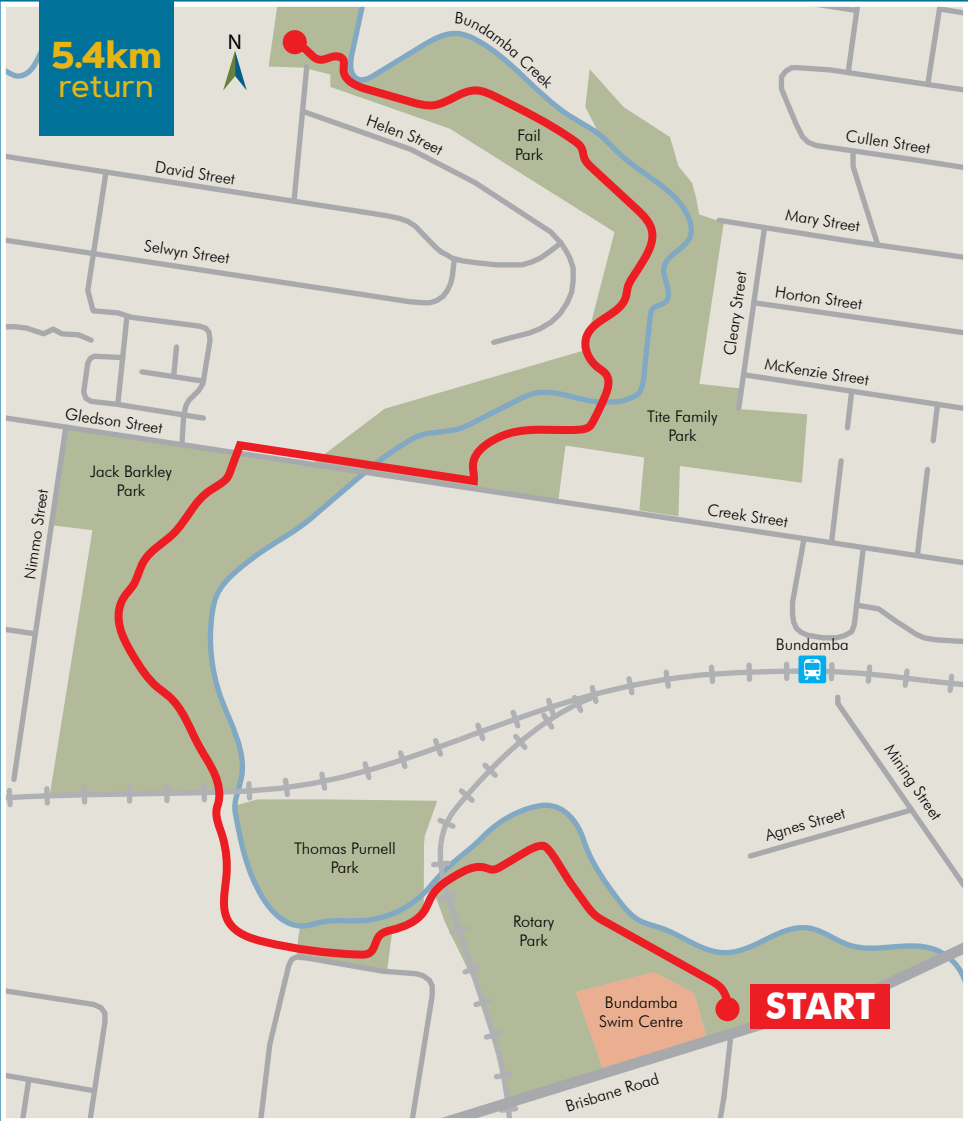 5.4km
return
N
Bundamba Creek
Helen Street
Fail
Park
Cullen Street
David Street
Mary Street
Selwyn Street
Cleary Street
Horton Street
McKenzie Street
Gledson Street
Tite Family
Park
Jack Barkley
Park
Nimmo Street
Creek Street
Bundamba
Mining Street
Agnes Street
Thomas Purnell
Park
Rotary
Park
Bundamba
Swim Centre
START
Brisbane Road